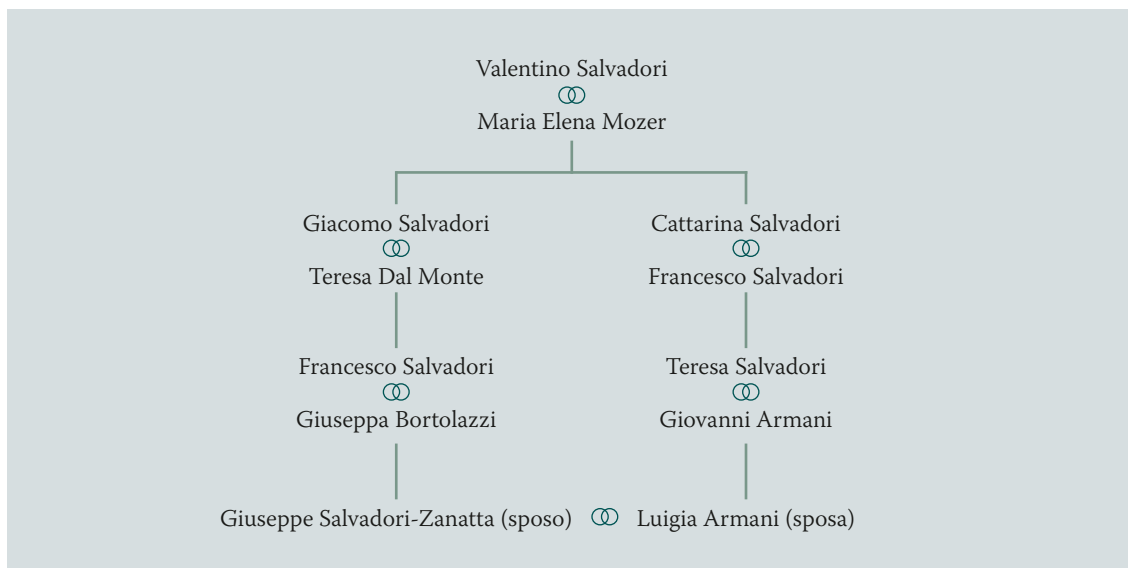 Valentino Salvadori
Maria Elena Mozer
Giacomo Salvadori
Cattarina Salvadori
Teresa Dal Monte
Francesco Salvadori
Francesco Salvadori
Teresa Salvadori
Giuseppa Bortolazzi
Giovanni Armani
Giuseppe Salvadori-Zanatta (sposo)
Luigia Armani (sposa)